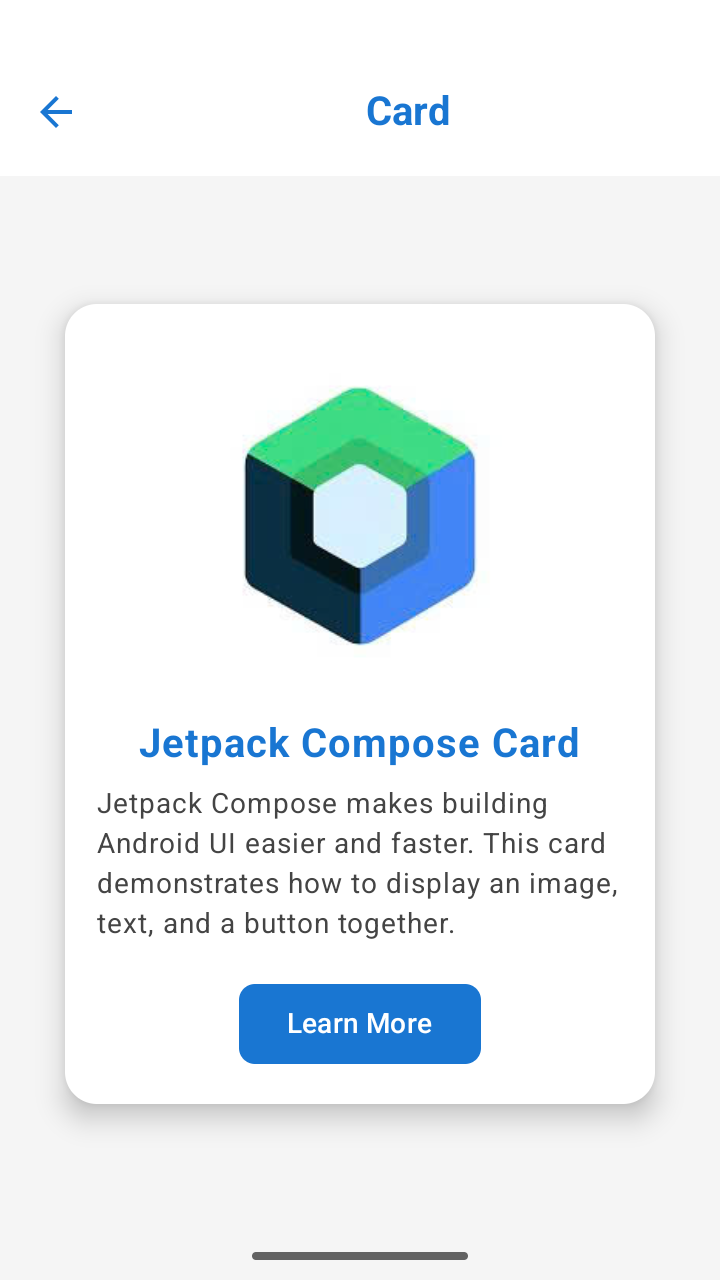 Card
Jetpack Compose Card
Jetpack Compose makes building
Android UI easier and faster. This card
demonstrates how to display an image,
text, and a button together.
Learn More